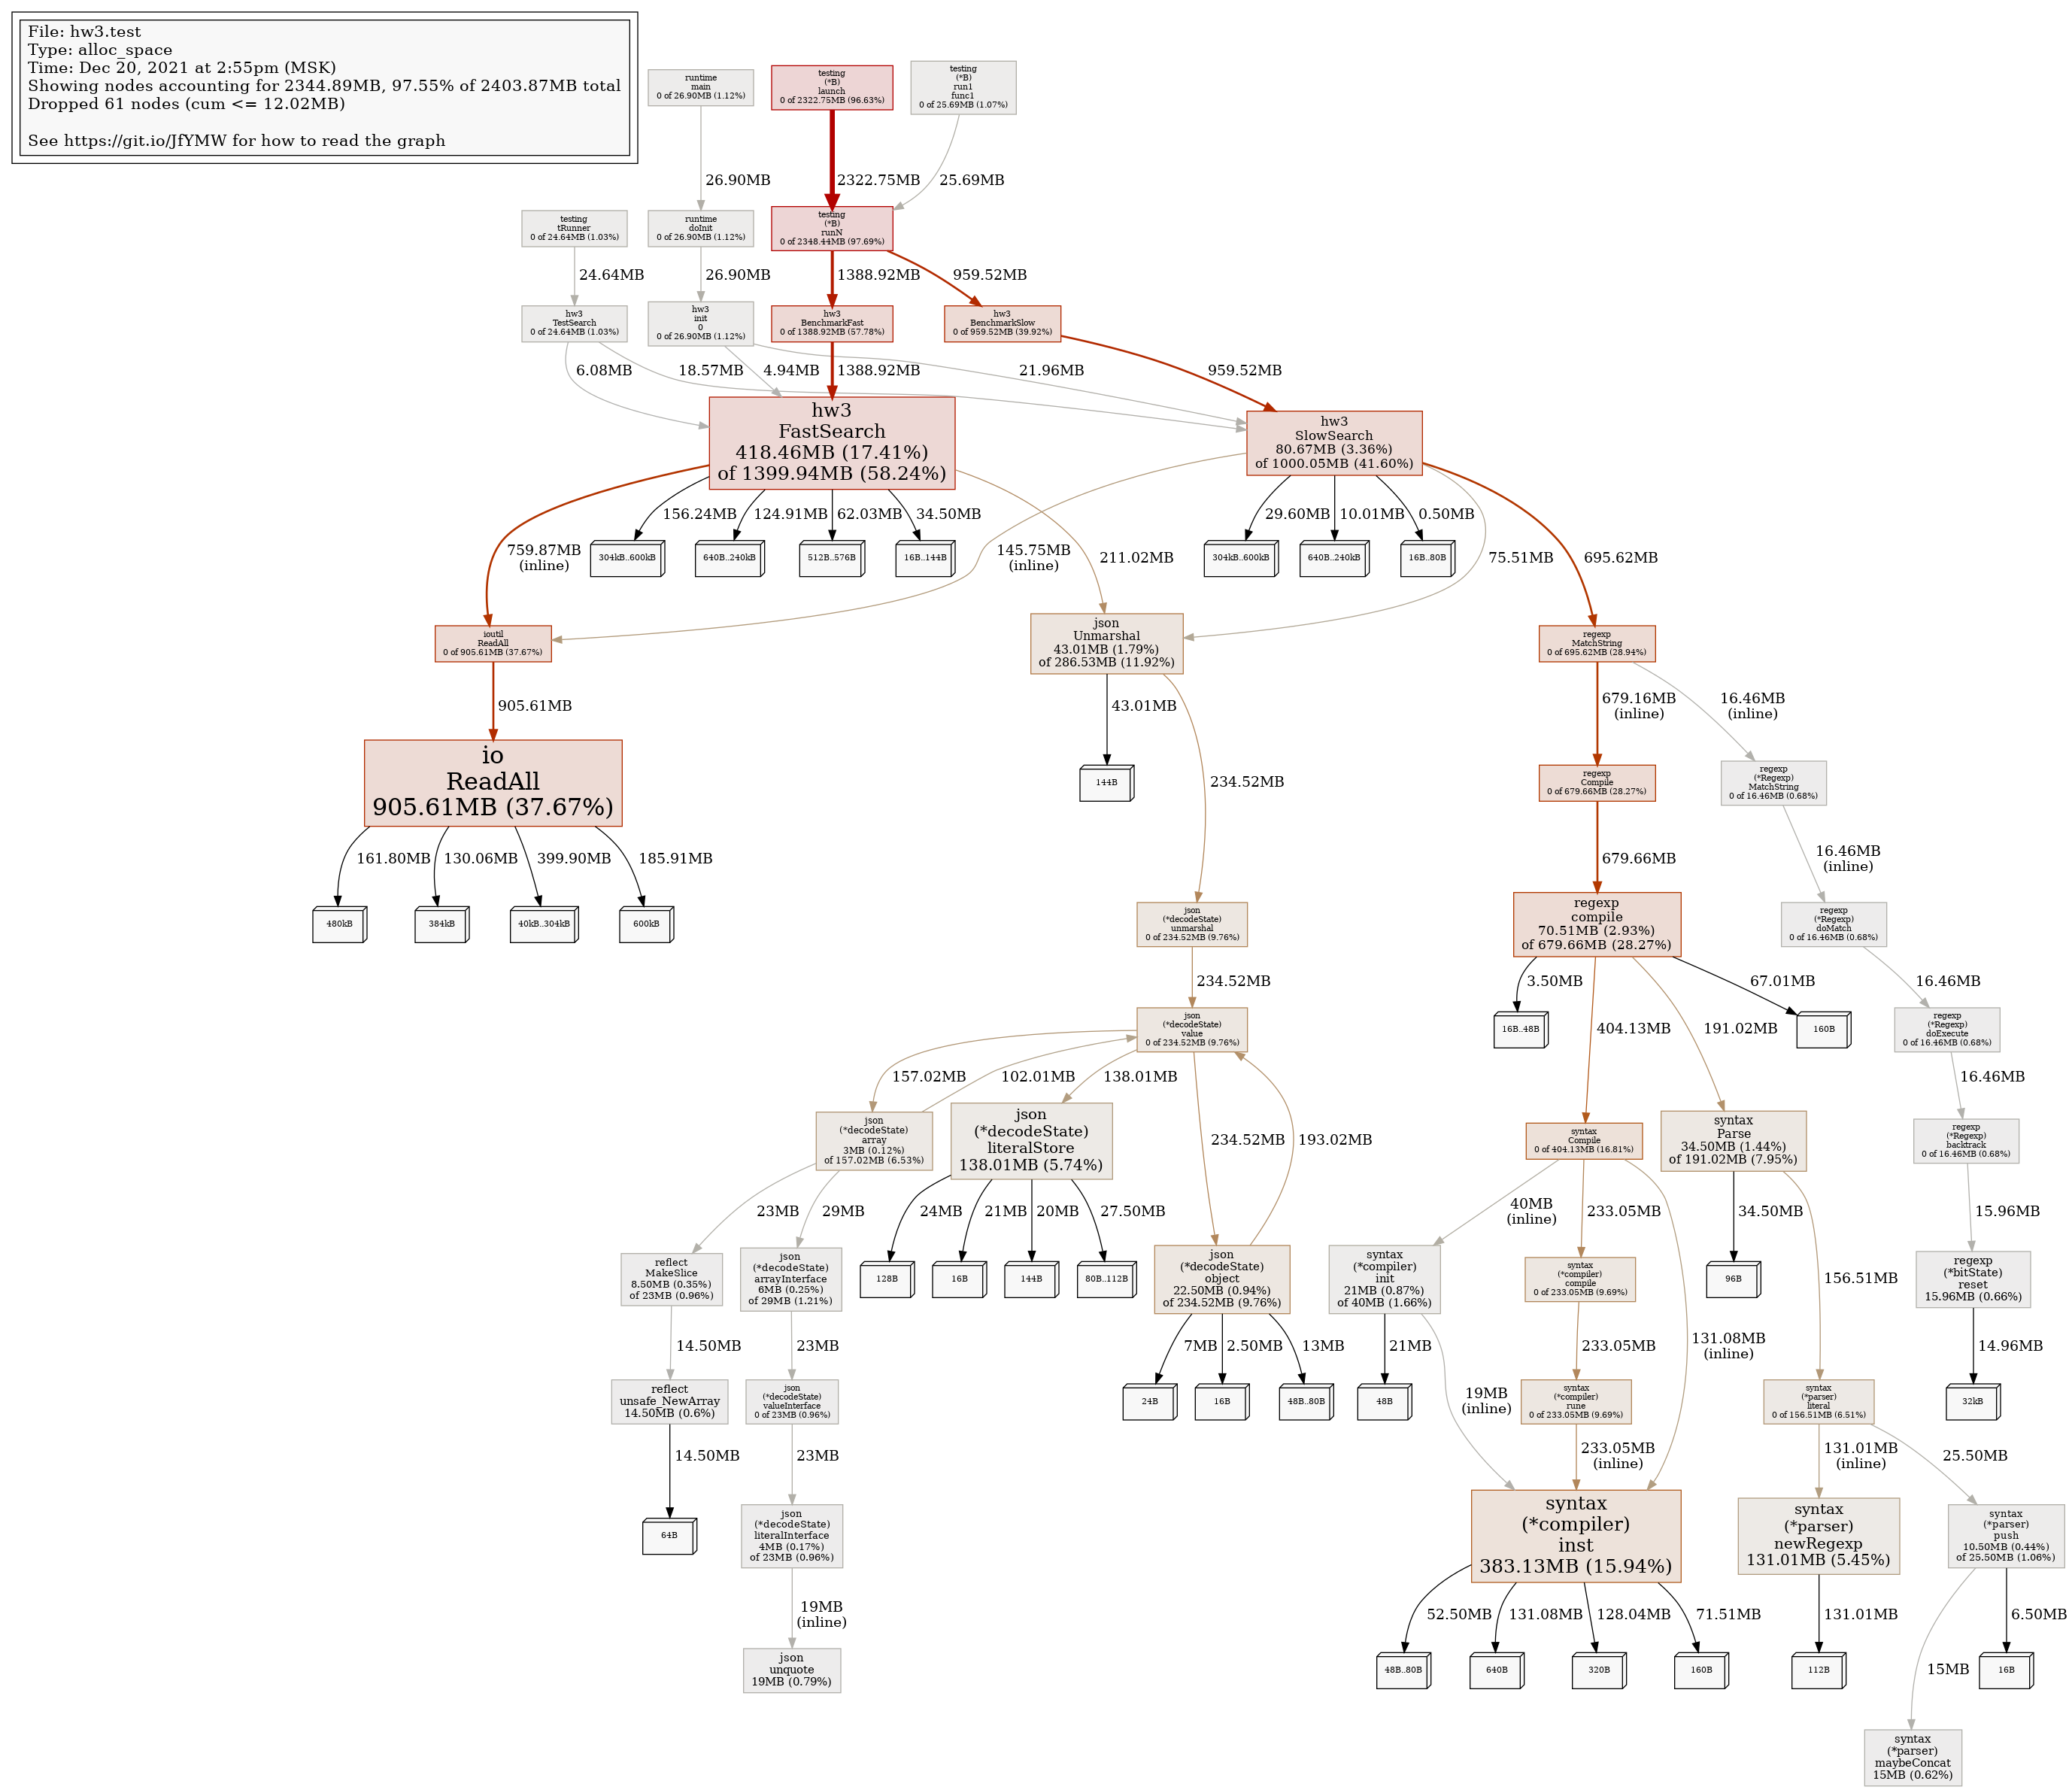 File: hw3.test
Type: alloc_space
Time: Dec 20, 2021 at 2:55pm (MSK)
Showing nodes accounting for 2344.89MB, 97.55% of 2403.87MB total
Dropped 61 nodes (cum <= 12.02MB)
See https://git.io/JfYMW for how to read the graph
runtime
main
0 of 26.90MB (1.12%)
testing
(*B)
launch
0 of 2322.75MB (96.63%)
testing
(*B)
run1
func1
0 of 25.69MB (1.07%)
26.90MB
2322.75MB
25.69MB
testing
tRunner
0 of 24.64MB (1.03%)
runtime
doInit
0 of 26.90MB (1.12%)
testing
(*B)
runN
0 of 2348.44MB (97.69%)
24.64MB
26.90MB
1388.92MB
959.52MB
hw3
TestSearch
0 of 24.64MB (1.03%)
hw3
init
0
0 of 26.90MB (1.12%)
hw3
BenchmarkFast
0 of 1388.92MB (57.78%)
hw3
BenchmarkSlow
0 of 959.52MB (39.92%)
6.08MB
18.57MB
4.94MB
1388.92MB
21.96MB
959.52MB
hw3
FastSearch
418.46MB (17.41%)
of 1399.94MB (58.24%)
hw3
SlowSearch
80.67MB (3.36%)
of 1000.05MB (41.60%)
759.87MB
(inline)
156.24MB
124.91MB
62.03MB
34.50MB
145.75MB
(inline)
211.02MB
29.60MB
10.01MB
0.50MB
75.51MB
695.62MB
304kB..600kB
640B..240kB
512B..576B
16B..144B
304kB..600kB
640B..240kB
16B..80B
ioutil
ReadAll
0 of 905.61MB (37.67%)
json
Unmarshal
43.01MB (1.79%)
of 286.53MB (11.92%)
regexp
MatchString
0 of 695.62MB (28.94%)
905.61MB
43.01MB
234.52MB
679.16MB
(inline)
16.46MB
(inline)
io
ReadAll
905.61MB (37.67%)
144B
regexp
Compile
0 of 679.66MB (28.27%)
regexp
(*Regexp)
MatchString
0 of 16.46MB (0.68%)
161.80MB
130.06MB
399.90MB
185.91MB
679.66MB
16.46MB
(inline)
480kB
384kB
40kB..304kB
600kB
json
(*decodeState)
unmarshal
0 of 234.52MB (9.76%)
regexp
compile
70.51MB (2.93%)
of 679.66MB (28.27%)
regexp
(*Regexp)
doMatch
0 of 16.46MB (0.68%)
234.52MB
3.50MB
404.13MB
191.02MB
67.01MB
16.46MB
json
(*decodeState)
value
0 of 234.52MB (9.76%)
16B..48B
160B
regexp
(*Regexp)
doExecute
0 of 16.46MB (0.68%)
157.02MB
102.01MB
138.01MB
234.52MB
193.02MB
16.46MB
json
(*decodeState)
array
3MB (0.12%)
of 157.02MB (6.53%)
json
(*decodeState)
literalStore
138.01MB (5.74%)
syntax
Compile
0 of 404.13MB (16.81%)
syntax
Parse
34.50MB (1.44%)
of 191.02MB (7.95%)
regexp
(*Regexp)
backtrack
0 of 16.46MB (0.68%)
23MB
29MB
24MB
21MB
20MB
27.50MB
40MB
(inline)
233.05MB
131.08MB
(inline)
34.50MB
156.51MB
15.96MB
reflect
MakeSlice
8.50MB (0.35%)
of 23MB (0.96%)
json
(*decodeState)
arrayInterface
6MB (0.25%)
of 29MB (1.21%)
128B
16B
144B
80B..112B
json
(*decodeState)
object
22.50MB (0.94%)
of 234.52MB (9.76%)
syntax
(*compiler)
init
21MB (0.87%)
of 40MB (1.66%)
syntax
(*compiler)
compile
0 of 233.05MB (9.69%)
96B
regexp
(*bitState)
reset
15.96MB (0.66%)
14.50MB
23MB
7MB
2.50MB
13MB
21MB
19MB
(inline)
233.05MB
14.96MB
reflect
unsafe_NewArray
14.50MB (0.6%)
json
(*decodeState)
valueInterface
0 of 23MB (0.96%)
24B
16B
48B..80B
48B
syntax
(*compiler)
rune
0 of 233.05MB (9.69%)
syntax
(*parser)
literal
0 of 156.51MB (6.51%)
32kB
14.50MB
23MB
233.05MB
(inline)
131.01MB
(inline)
25.50MB
64B
json
(*decodeState)
literalInterface
4MB (0.17%)
of 23MB (0.96%)
syntax
(*compiler)
inst
383.13MB (15.94%)
syntax
(*parser)
newRegexp
131.01MB (5.45%)
syntax
(*parser)
push
10.50MB (0.44%)
of 25.50MB (1.06%)
19MB
(inline)
52.50MB
131.08MB
128.04MB
71.51MB
131.01MB
15MB
6.50MB
json
unquote
19MB (0.79%)
48B..80B
640B
320B
160B
112B
16B
syntax
(*parser)
maybeConcat
15MB (0.62%)